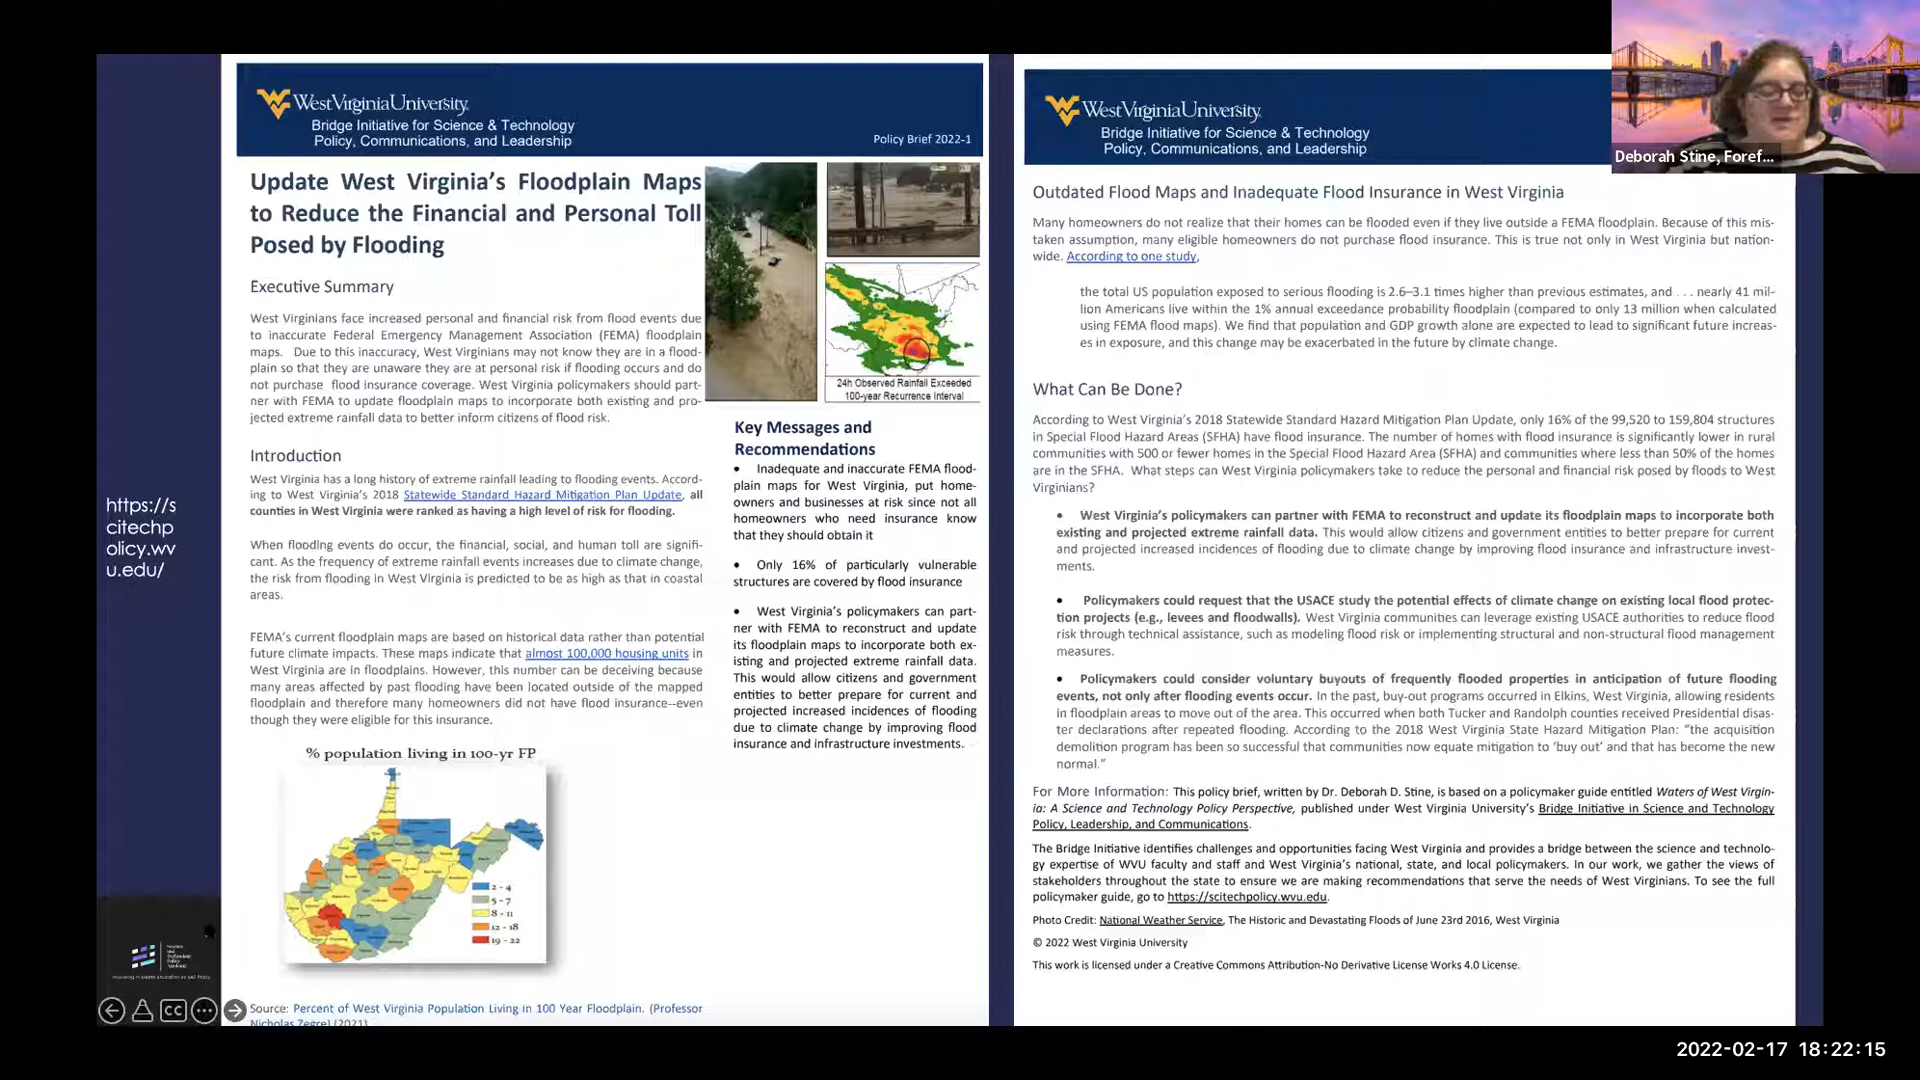 https://s
citechp
olicy.wv
u.edu/
WestVirginiaUniversity
Bridge Initiative for Science & Technology
Policy, Communications, and Leadership
Policy Brief 2022-1
Update West Virginia's Floodplain Maps
to Reduce the Financial and Personal Toll
Posed by Flooding
Executive Summary
West Virginians face increased personal and financial risk from flood events due
to inaccurate Federal Emergency Management Association (FEMA) floodplain
maps. Due to this inaccuracy, West Virginians may not know they are in a flood-
plain so that they are unaware they are at personal risk if flooding occurs and do
not purchase flood insurance coverage. West Virginia policymakers should part-
ner with FEMA to update floodplain maps to incorporate both existing and pro-
jected extreme rainfall data to better inform citizens of flood risk.
Introduction
West Virginia has a long history of extreme rainfall leading to flooding events. Accord-
ing to West Virginia's 2018 Statewide Standard Hazard Mitigation Plan Update, all
counties in West Virginia were ranked as having a high level of risk for flooding.
When flooding events do occur, the financial, social, and human toll are signifi-
cant. As the frequency of extreme rainfall events increases due to climate change,
the risk from flooding in West Virginia is predicted to be as high as that in coastal
areas.
FEMA's current floodplain maps are based on historical data rather than potential
future climate impacts. These maps indicate that almost 100,000 housing units in
West Virginia are in floodplains. However, this number can be deceiving because
many areas affected by past flooding have been located outside of the mapped
floodplain and therefore many homeowners did not have flood insurance--even
though they were eligible for this insurance.
% population living in 100-yr FP
2 - 4
5 - 7
8 - 11
12 - 18
19 - 22
Source: Percent of West Virginia Population Living in 100 Year Floodplain. (Professor
Nicholas Zegre) (2021)
24h Observed Rainfall Exceeded
100-year Recurrence Interval
Key Messages and
Recommendations
• Inadequate and inaccurate FEMA flood-
plain maps for West Virginia, put home-
owners and businesses at risk since not all
homeowners who need insurance know
that they should obtain it
• Only 16% of particularly vulnerable
structures are covered by flood insurance
• West Virginia's policymakers can part-
ner with FEMA to reconstruct and update
its floodplain maps to incorporate both ex-
isting and projected extreme rainfall data.
This would allow citizens and government
entities to better prepare for current and
projected increased incidences of flooding
due to climate change by improving flood
insurance and infrastructure investments.
WestVirginiaUniversity
Bridge Initiative for Science & Technology
Policy, Communications, and Leadership
Outdated Flood Maps and Inadequate Flood Insurance in West Virginia
Many homeowners do not realize that their homes can be flooded even if they live outside a FEMA floodplain. Because of this mis-
taken assumption, many eligible homeowners do not purchase flood insurance. This is true not only in West Virginia but nation-
wide. According to one study,
the total US population exposed to serious flooding is 2.6–3.1 times higher than previous estimates, and . . . nearly 41 mil-
lion Americans live within the 1% annual exceedance probability floodplain (compared to only 13 million when calculated
using FEMA flood maps). We find that population and GDP growth alone are expected to lead to significant future increas-
es in exposure, and this change may be exacerbated in the future by climate change.
What Can Be Done?
According to West Virginia's 2018 Statewide Standard Hazard Mitigation Plan Update, only 16% of the 99,520 to 159,804 structures
in Special Flood Hazard Areas (SFHA) have flood insurance. The number of homes with flood insurance is significantly lower in rural
communities with 500 or fewer homes in the Special Flood Hazard Area (SFHA) and communities where less than 50% of the homes
are in the SFHA. What steps can West Virginia policymakers take to reduce the personal and financial risk posed by floods to West
Virginians?
• West Virginia's policymakers can partner with FEMA to reconstruct and update its floodplain maps to incorporate both
existing and projected extreme rainfall data. This would allow citizens and government entities to better prepare for current
and projected increased incidences of flooding due to climate change by improving flood insurance and infrastructure invest-
ments.
• Policymakers could request that the USACE study the potential effects of climate change on existing local flood protec-
tion projects (e.g., levees and floodwalls). West Virginia communities can leverage existing USACE authorities to reduce flood
risk through technical assistance, such as modeling flood risk or implementing structural and non-structural flood management
measures.
• Policymakers could consider voluntary buyouts of frequently flooded properties in anticipation of future flooding
events, not only after flooding events occur. In the past, buy-out programs occurred in Elkins, West Virginia, allowing residents
in floodplain areas to move out of the area. This occurred when both Tucker and Randolph counties received Presidential disas-
ter declarations after repeated flooding. According to the 2018 West Virginia State Hazard Mitigation Plan: "the acquisition
demolition program has been so successful that communities now equate mitigation to 'buy out' and that has become the new
normal."
For More Information: This policy brief, written by Dr. Deborah D. Stine, is based on a policymaker guide entitled Waters of West Virgin-
ia: A Science and Technology Policy Perspective, published under West Virginia University's Bridge Initiative in Science and Technology
Policy, Leadership, and Communications.
The Bridge Initiative identifies challenges and opportunities facing West Virginia and provides a bridge between the science and technolo-
gy expertise of WVU faculty and staff and West Virginia's national, state, and local policymakers. In our work, we gather the views of
stakeholders throughout the state to ensure we are making recommendations that serve the needs of West Virginians. To see the full
policymaker guide, go to https://scitechpolicy.wvu.edu.
Photo Credit: National Weather Service, The Historic and Devastating Floods of June 23rd 2016, West Virginia
© 2022 West Virginia University
This work is licensed under a Creative Commons Attribution-No Derivative License Works 4.0 License.
Deborah Stine, Foref...
CC
2022-02-17 18:22:15